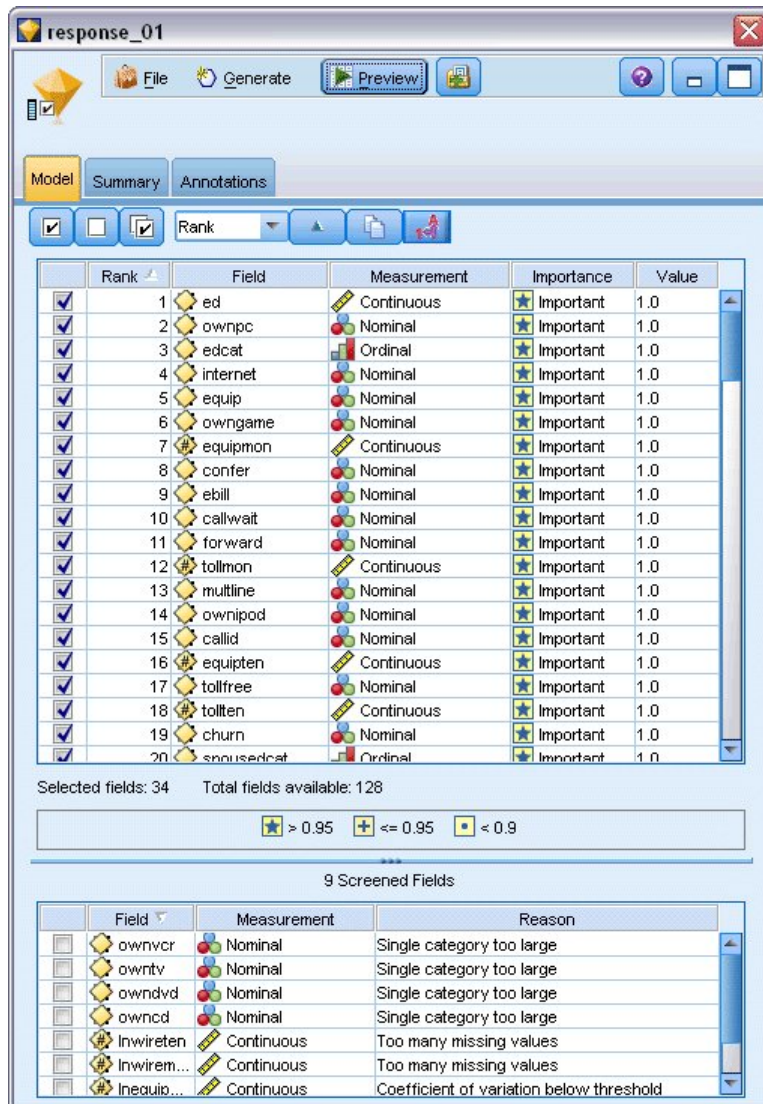 response_01
File Generate Preview
Model Summary Annotations
Rank
Rank Field Measurement Importance Value
1 ed Continuous Important 1.0
2 ownpc Nominal Important 1.0
3 edcat Ordinal Important 1.0
4 internet Nominal Important 1.0
5 equip Nominal Important 1.0
6 owngame Nominal Important 1.0
7 equipmon Continuous Important 1.0
8 confer Nominal Important 1.0
9 ebill Nominal Important 1.0
10 callwait Nominal Important 1.0
11 forward Nominal Important 1.0
12 tollmon Continuous Important 1.0
13 multline Nominal Important 1.0
14 ownipod Nominal Important 1.0
15 callid Nominal Important 1.0
16 equipten Continuous Important 1.0
17 tollfree Nominal Important 1.0
18 tollten Continuous Important 1.0
19 churn Nominal Important 1.0
20 spousedcat Ordinal Important 1.0
Selected fields: 34 Total fields available: 128
> 0.95 <= 0.95 < 0.9
9 Screened Fields
Field Measurement Reason
ownvcr Nominal Single category too large
owntv Nominal Single category too large
owndvd Nominal Single category too large
owncd Nominal Single category too large
lnwireten Continuous Too many missing values
lnwirem... Continuous Too many missing values
lnequip... Continuous Coefficient of variation below threshold